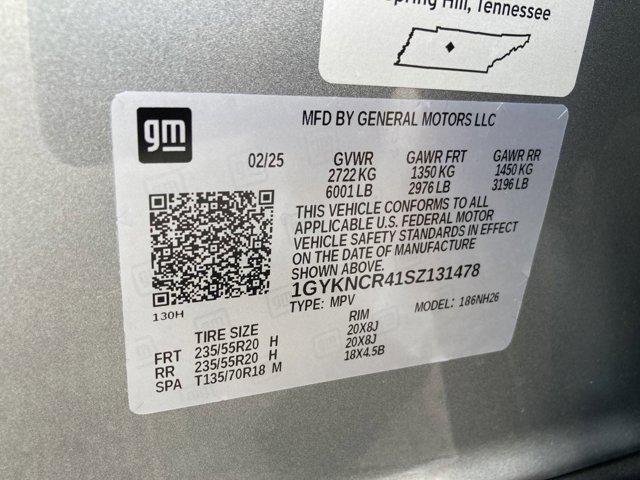 Spring Hill, Tennessee
gm
MFD BY GENERAL MOTORS LLC
02/25 GVWR GAWR FRT GAWR RR
2722 KG 1350 KG 1450 KG
6001 LB 2976 LB 3196 LB
THIS VEHICLE CONFORMS TO ALL
APPLICABLE U.S. FEDERAL MOTOR
VEHICLE SAFETY STANDARDS IN EFFECT
ON THE DATE OF MANUFACTURE
SHOWN ABOVE.
1GYKNCR41SZ131478
TYPE: MPV MODEL: 186NH26
130H
TIRE SIZE RIM
FRT 235/55R20 H 20X8J
RR 235/55R20 H 20X8J
SPA T135/70R18 M 18X4.5B